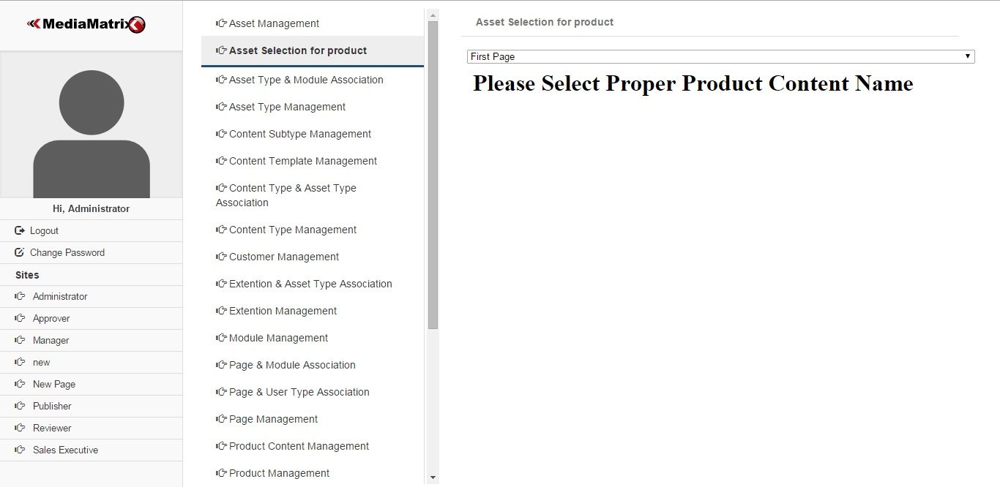 MediaMatrix
Hi, Administrator
Logout
Change Password
Sites
Administrator
Approver
Manager
new
New Page
Publisher
Reviewer
Sales Executive
Asset Management
Asset Selection for product
Asset Type & Module Association
Asset Type Management
Content Subtype Management
Content Template Management
Content Type & Asset Type
Association
Content Type Management
Customer Management
Extention & Asset Type Association
Extention Management
Module Management
Page & Module Association
Page & User Type Association
Page Management
Product Content Management
Product Management
Asset Selection for product
First Page
Please Select Proper Product Content Name